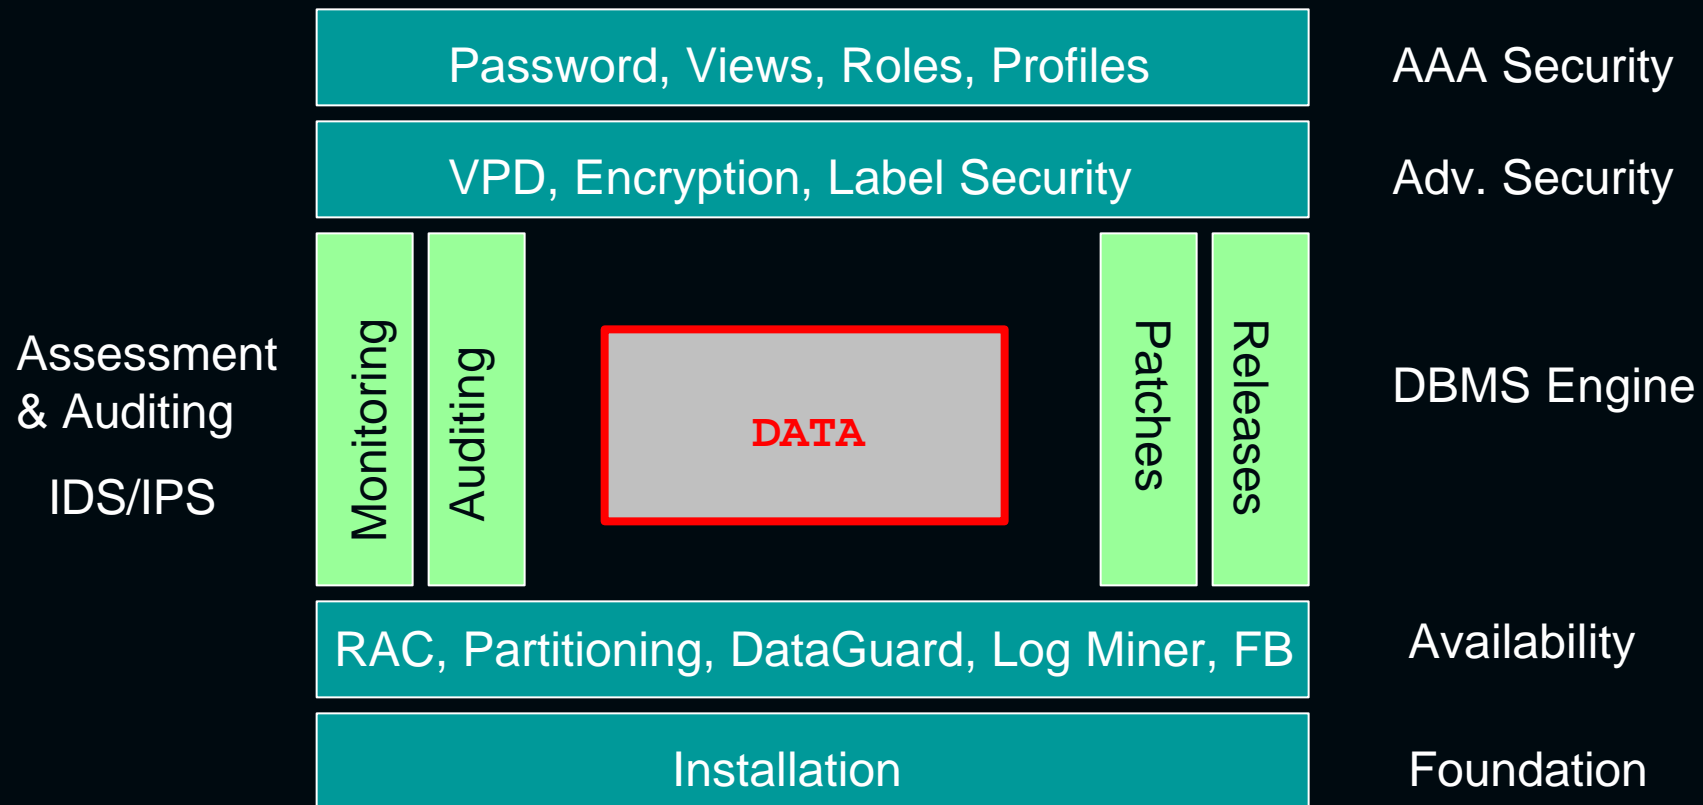 Password, Views, Roles, Profiles
AAA Security
VPD, Encryption, Label Security
Adv. Security
Assessment
& Auditing
IDS/IPS
Monitoring
Auditing
DATA
Patches
Releases
DBMS Engine
RAC, Partitioning, DataGuard, Log Miner, FB
Availability
Installation
Foundation